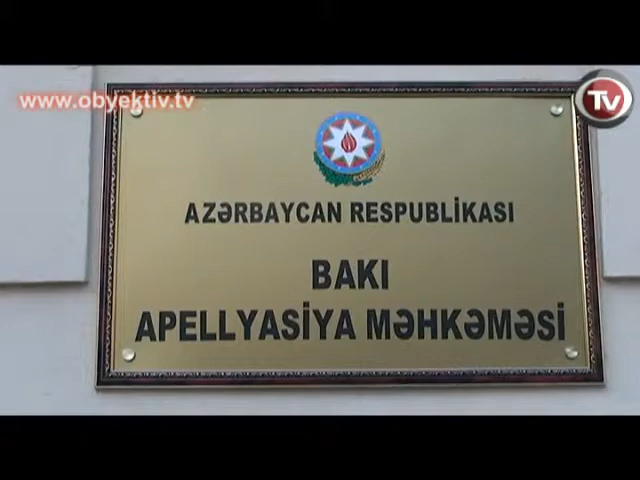 www.obyektiv.tv
TV
AZƏRBAYCAN RESPUBLİKASI
BAKI
APELLYASİYA MƏHKƏMƏSİ